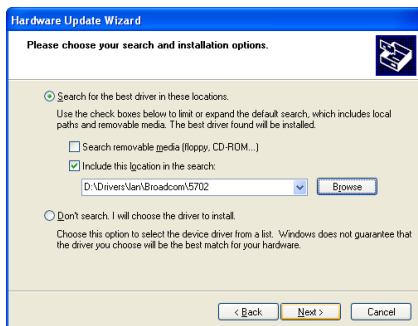 Hardware Update Wizard
Please choose your search and installation options.
Search for the best driver in these locations.
Use the check boxes below to limit or expand the default search, which includes local
paths and removable media. The best driver found will be installed.
Search removable media (floppy, CD-ROM...)
Include this location in the search:
D:\Drivers\lan\Broadcom\5702
Browse
Don't search. I will choose the driver to install.
Choose this option to select the device driver from a list. Windows does not guarantee that
the driver you choose will be the best match for your hardware.
< Back Next > Cancel